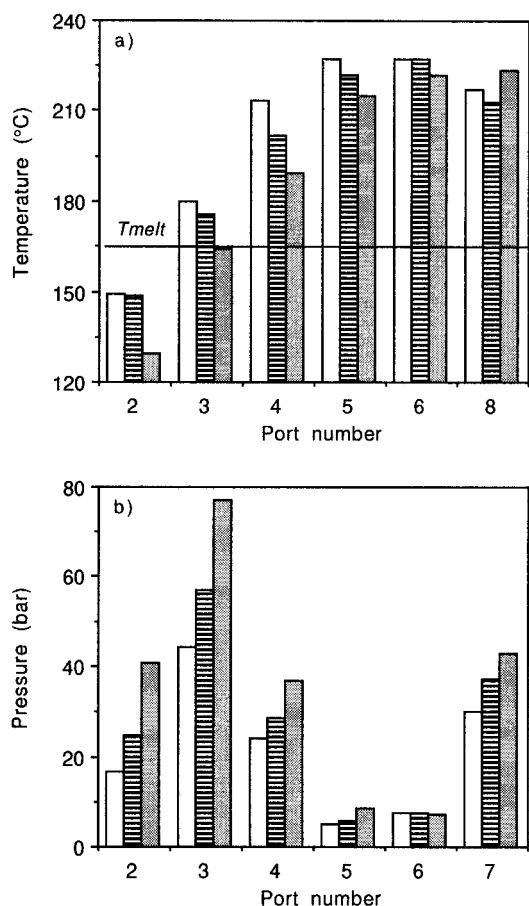 240
a)
210
180
Tmelt
150
120
Temperature (°C)
2 3 4 5 6 8
Port number
80
b)
60
40
20
0
Pressure (bar)
2 3 4 5 6 7
Port number